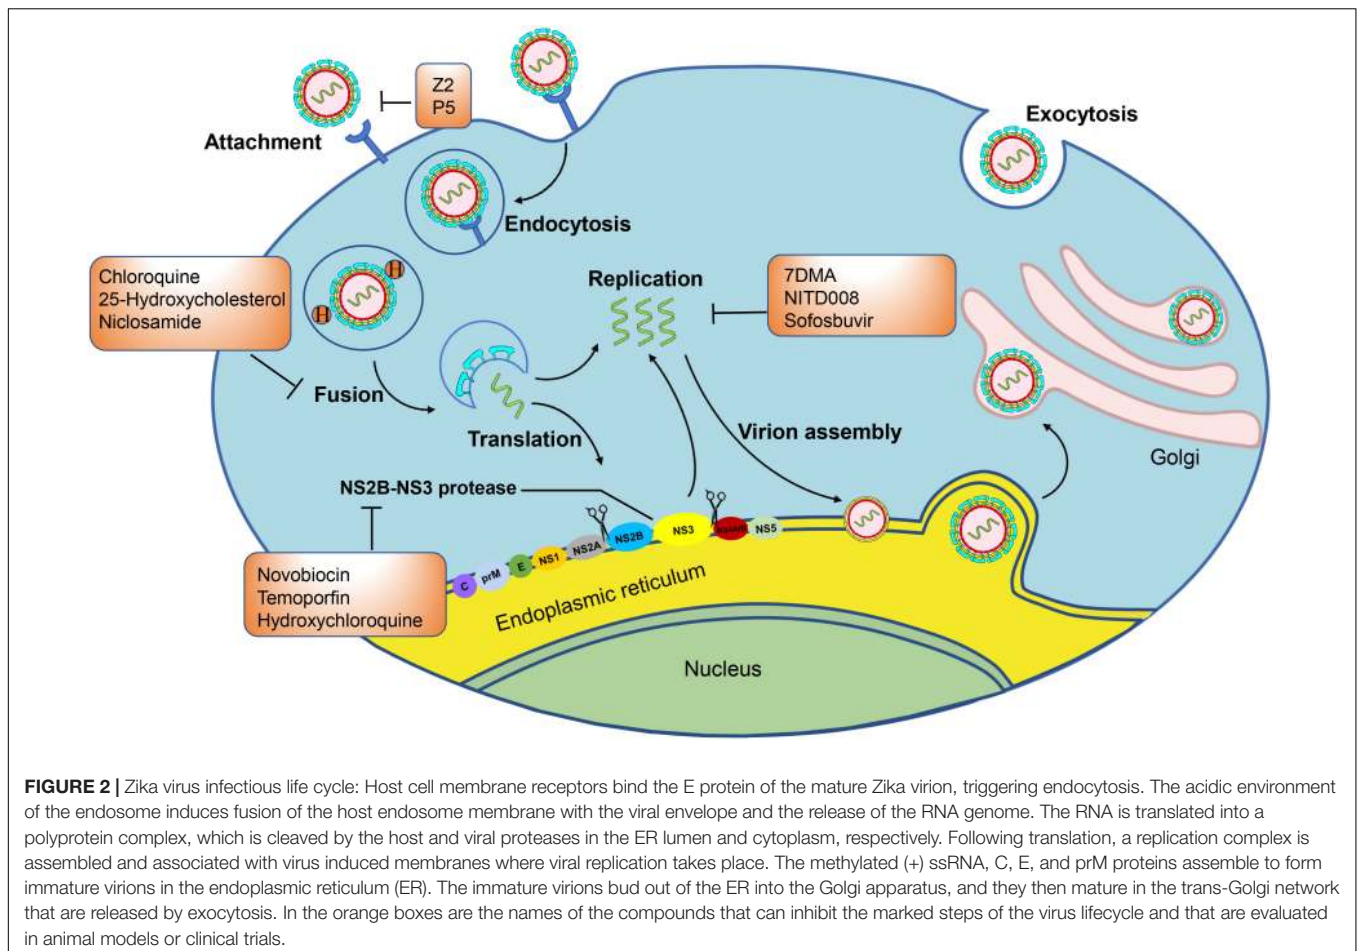 Z2
P5
Attachment
Exocytosis
Endocytosis
Chloroquine
25-Hydroxycholesterol
Niclosamide
H
H
Replication
7DMA
NITD008
Sofosbuvir
Fusion
Translation
Virion assembly
Golgi
NS2B-NS3 protease
C
prM
E
NS1
NS2A
NS2B
NS3
NS5
Novobiocin
Temoporfin
Hydroxychloroquine
Endoplasmic reticulum
Nucleus
FIGURE 2 | Zika virus infectious life cycle: Host cell membrane receptors bind the E protein of the mature Zika virion, triggering endocytosis. The acidic environment
of the endosome induces fusion of the host endosome membrane with the viral envelope and the release of the RNA genome. The RNA is translated into a
polyprotein complex, which is cleaved by the host and viral proteases in the ER lumen and cytoplasm, respectively. Following translation, a replication complex is
assembled and associated with virus induced membranes where viral replication takes place. The methylated (+) ssRNA, C, E, and prM proteins assemble to form
immature virions in the endoplasmic reticulum (ER). The immature virions bud out of the ER into the Golgi apparatus, and they then mature in the trans-Golgi network
that are released by exocytosis. In the orange boxes are the names of the compounds that can inhibit the marked steps of the virus lifecycle and that are evaluated
in animal models or clinical trials.